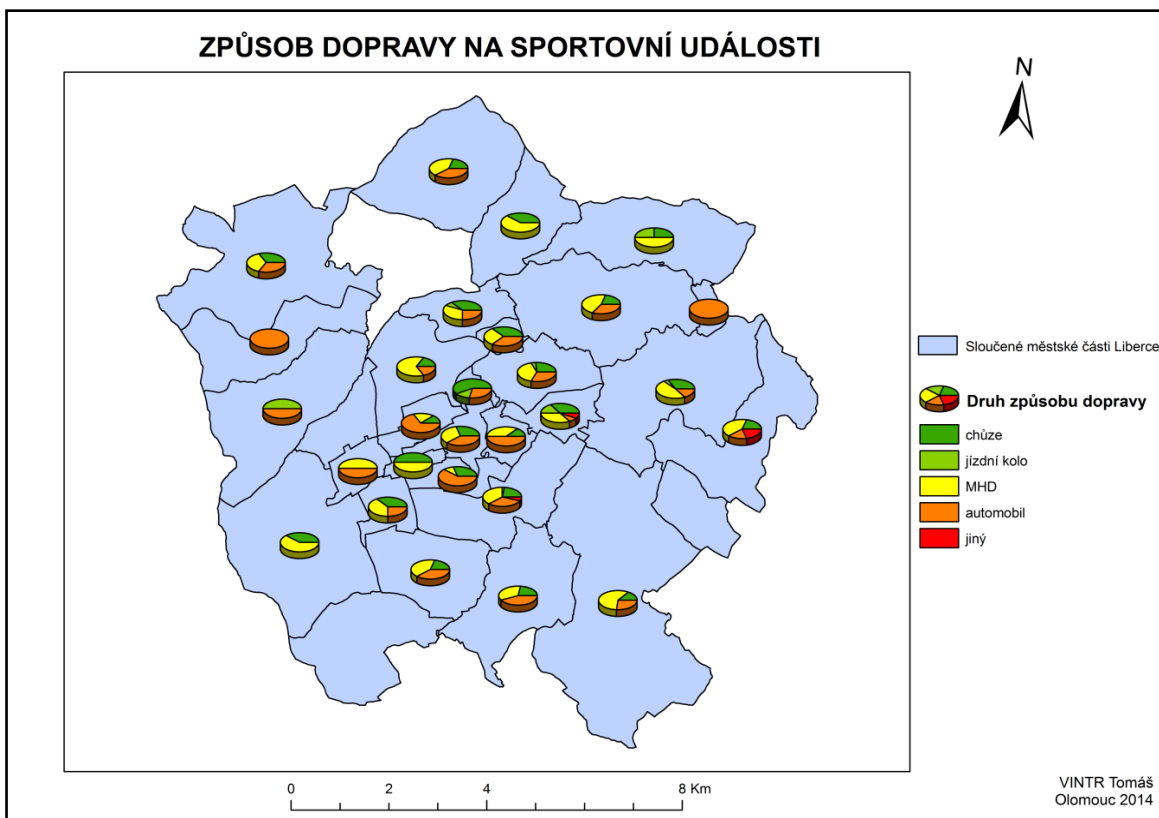 ZPŮSOB DOPRAVY NA SPORTOVNÍ UDÁLOSTI
N
Sloučené městské části Liberce
Druh způsobu dopravy
chůze
jízdní kolo
MHD
automobil
jiný
0 2 4 8 Km
VINTR Tomáš
Olomouc 2014